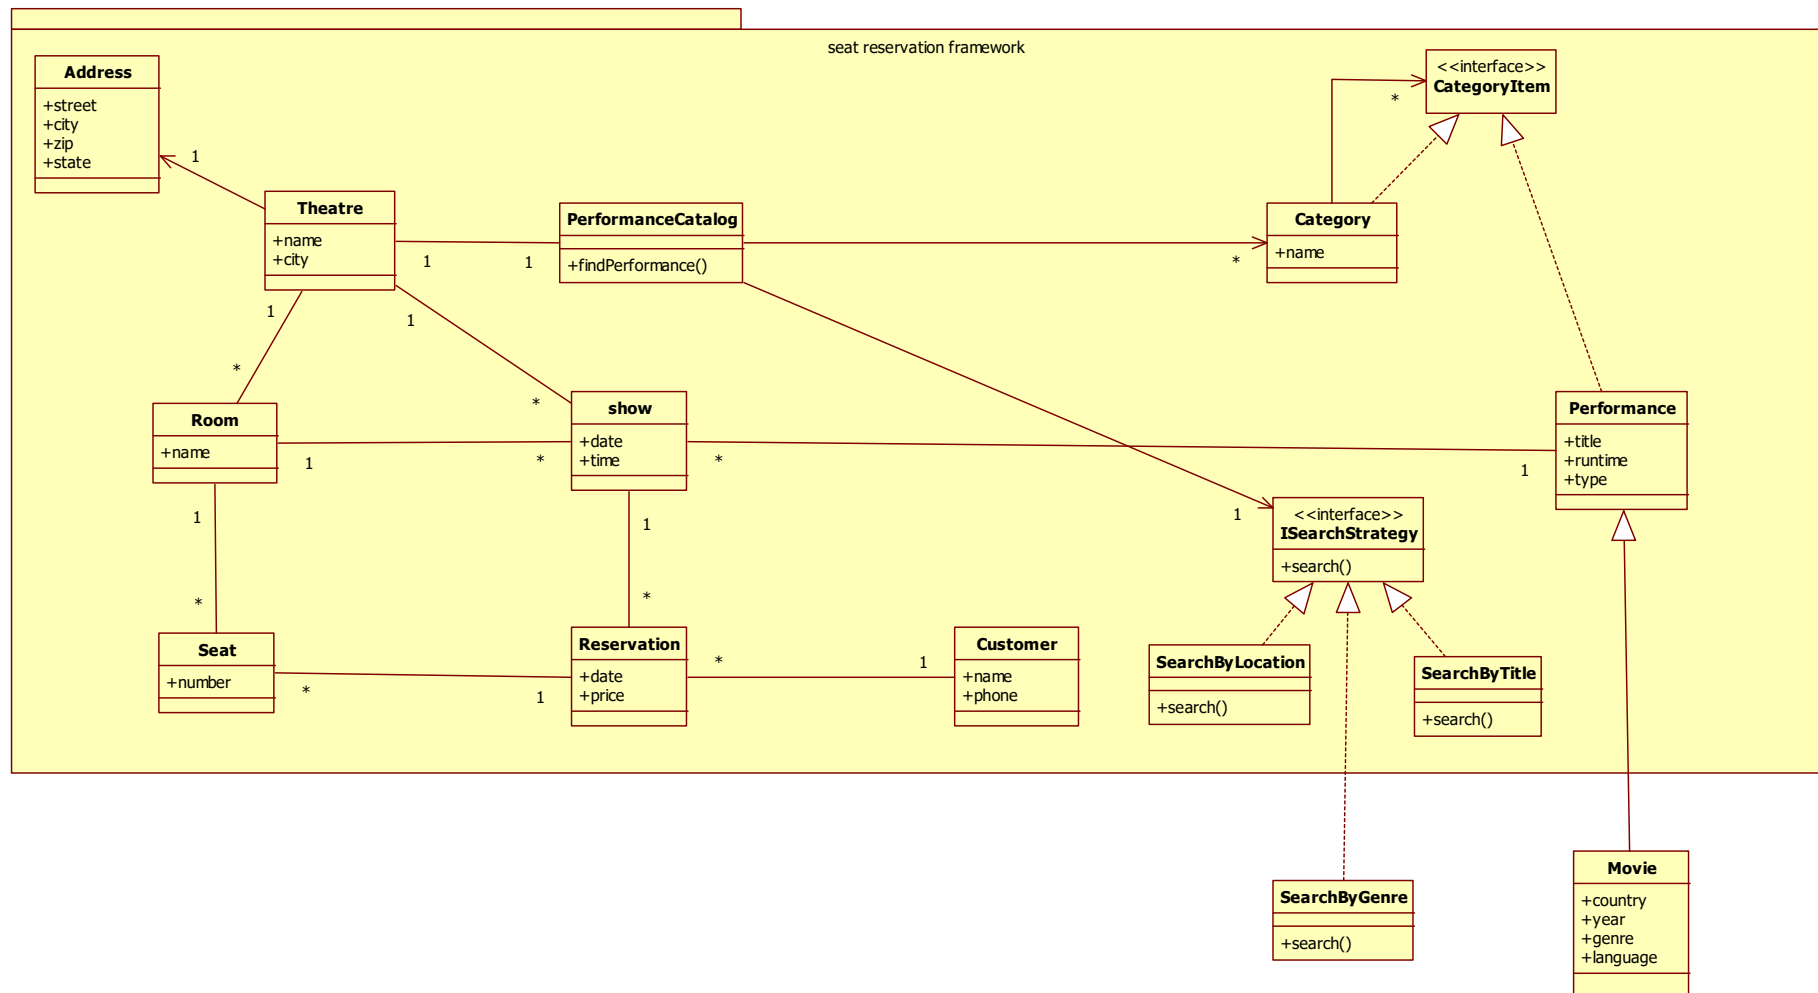 seat reservation framework
Address
+street
+city
+zip
+state
1
<<interface>>
CategoryItem
*
Theatre
+name
+city
1
1
PerformanceCatalog
+findPerformance()
*
Category
+name
1
*
1
*
Room
+name
1
*
show
+date
+time
*
1
Performance
+title
+runtime
+type
1
*
1
*
1
<<interface>>
ISearchStrategy
+search()
Seat
+number
*
1
Reservation
+date
+price
*
1
Customer
+name
+phone
SearchByLocation
+search()
SearchByTitle
+search()
SearchByGenre
+search()
Movie
+country
+year
+genre
+language